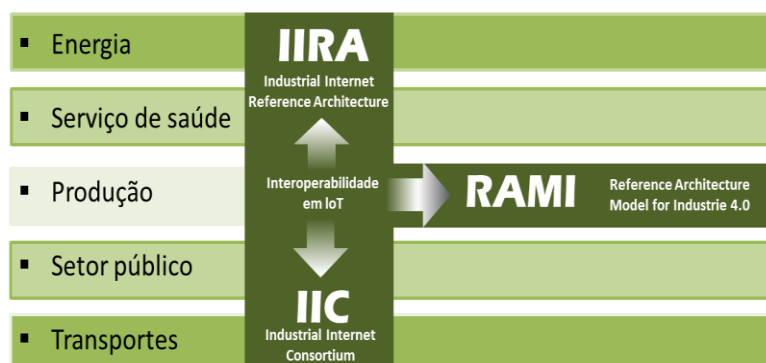 Energia
Serviço de saúde
Produção
Setor público
Transportes
IIRA
Industrial Internet
Reference Architecture
Interoperabilidade
em IoT
IIC
Industrial Internet
Consortium
RAMI
Reference Architecture
Model for Industrie 4.0